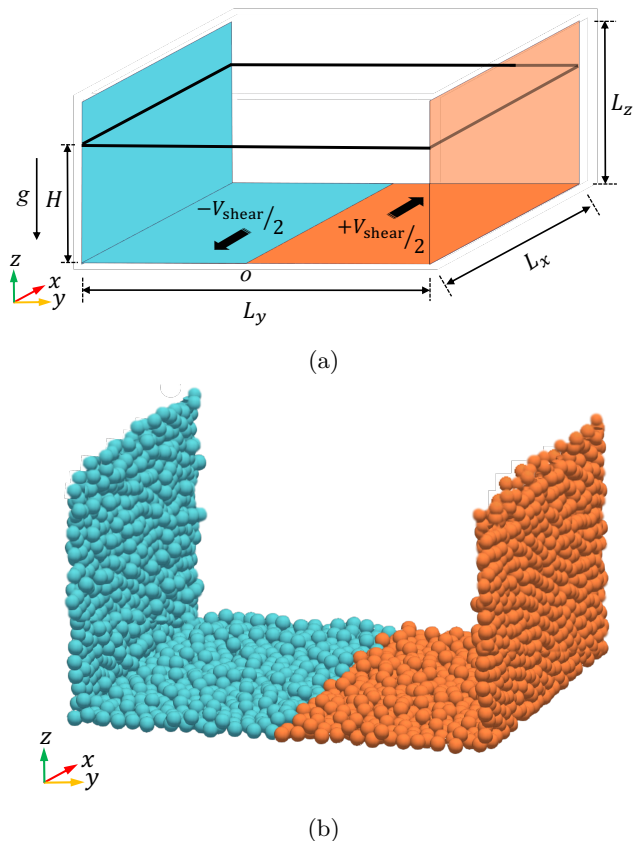 L_z
g
H
−V_shear/2
+V_shear/2
z
x
y
o
L_y
L_x
(a)
z
x
y
(b)